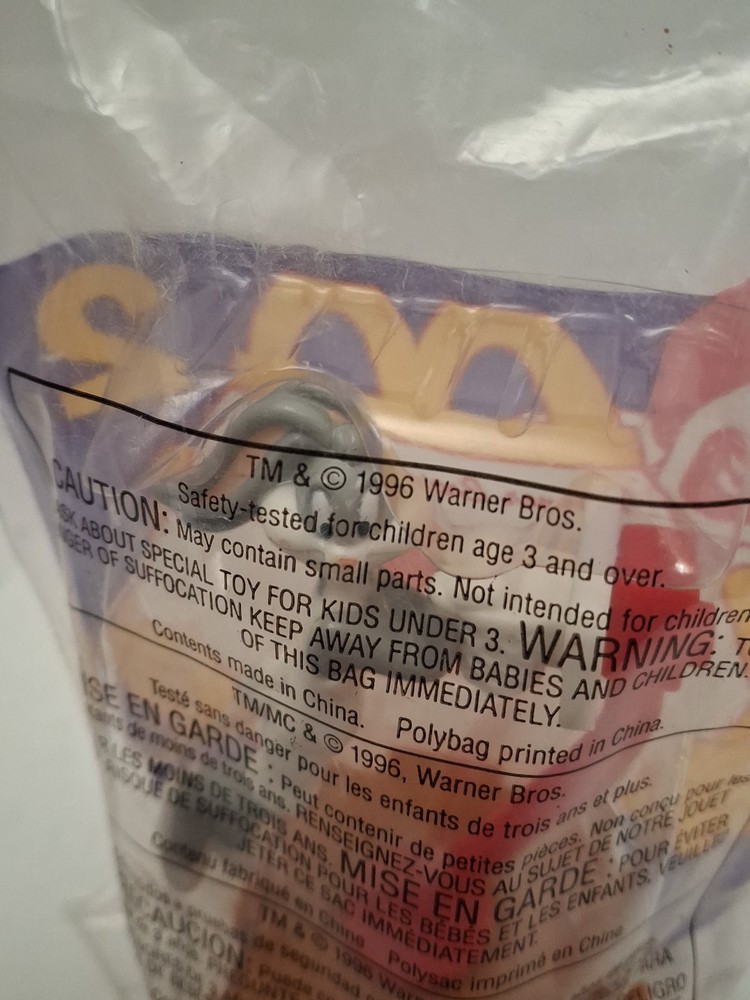 TM & © 1996 Warner Bros.
Safety-tested for children age 3 and over.
CAUTION: May contain small parts. Not intended for children
ASK ABOUT SPECIAL TOY FOR KIDS UNDER 3. WARNING:
OF SUFFOCATION KEEP AWAY FROM BABIES AND CHILDREN.
OF THIS BAG IMMEDIATELY.
Contents made in China. Polybag printed in China.
TM/MC & © 1996, Warner Bros.
Testé sans danger pour les enfants de trois ans et plus.
MISE EN GARDE : Peut contenir de petites pièces. Non conçu pour les
de moins de trois ans. RENSEIGNEZ-VOUS AU SUJET DE NOTRE JOUET
LES MOINS DE TROIS ANS. MISE EN GARDE : POUR ÉVITER
RISQUE DE SUFFOCATION POUR LES BÉBÉS ET LES ENFANTS, VEUILLEZ
JETER CE SAC IMMÉDIATEMENT.
Contenu fabriqué en Chine Polysac imprimé en Chine
TM & © 1996 Warner
a pruebas de seguridad
CAUCION: Puede